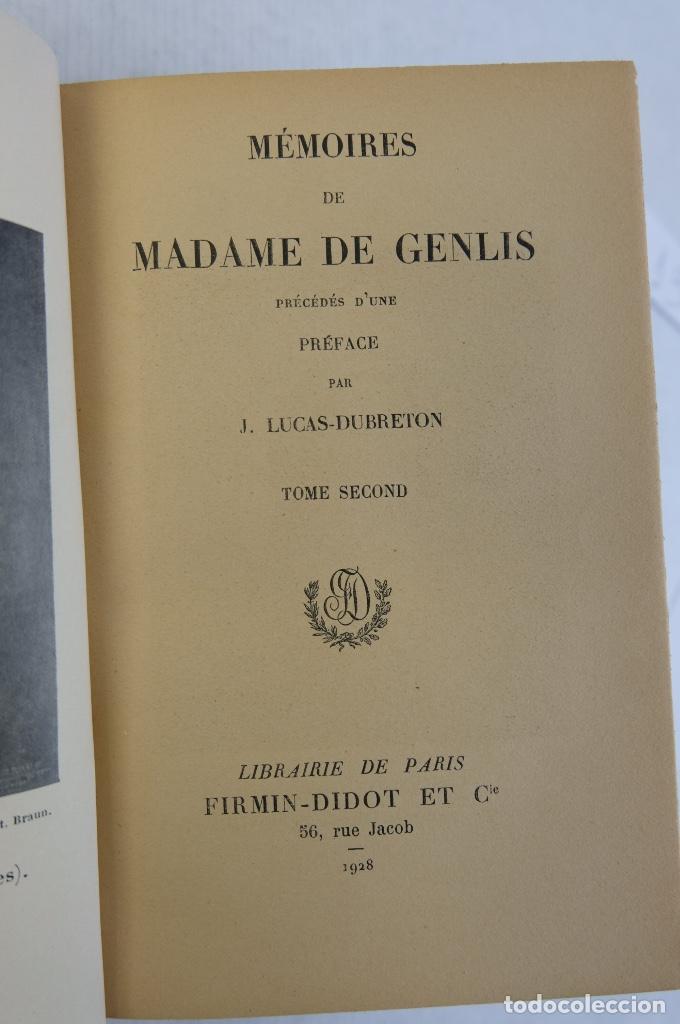 MÉMOIRES
DE
MADAME DE GENLIS
PRÉCÉDÉS D'UNE
PRÉFACE
PAR
J. LUCAS-DUBRETON
TOME SECOND
FD
LIBRAIRIE DE PARIS
FIRMIN-DIDOT ET Cie
56, rue Jacob
1928
t. Braun.
es).
todocoleccion